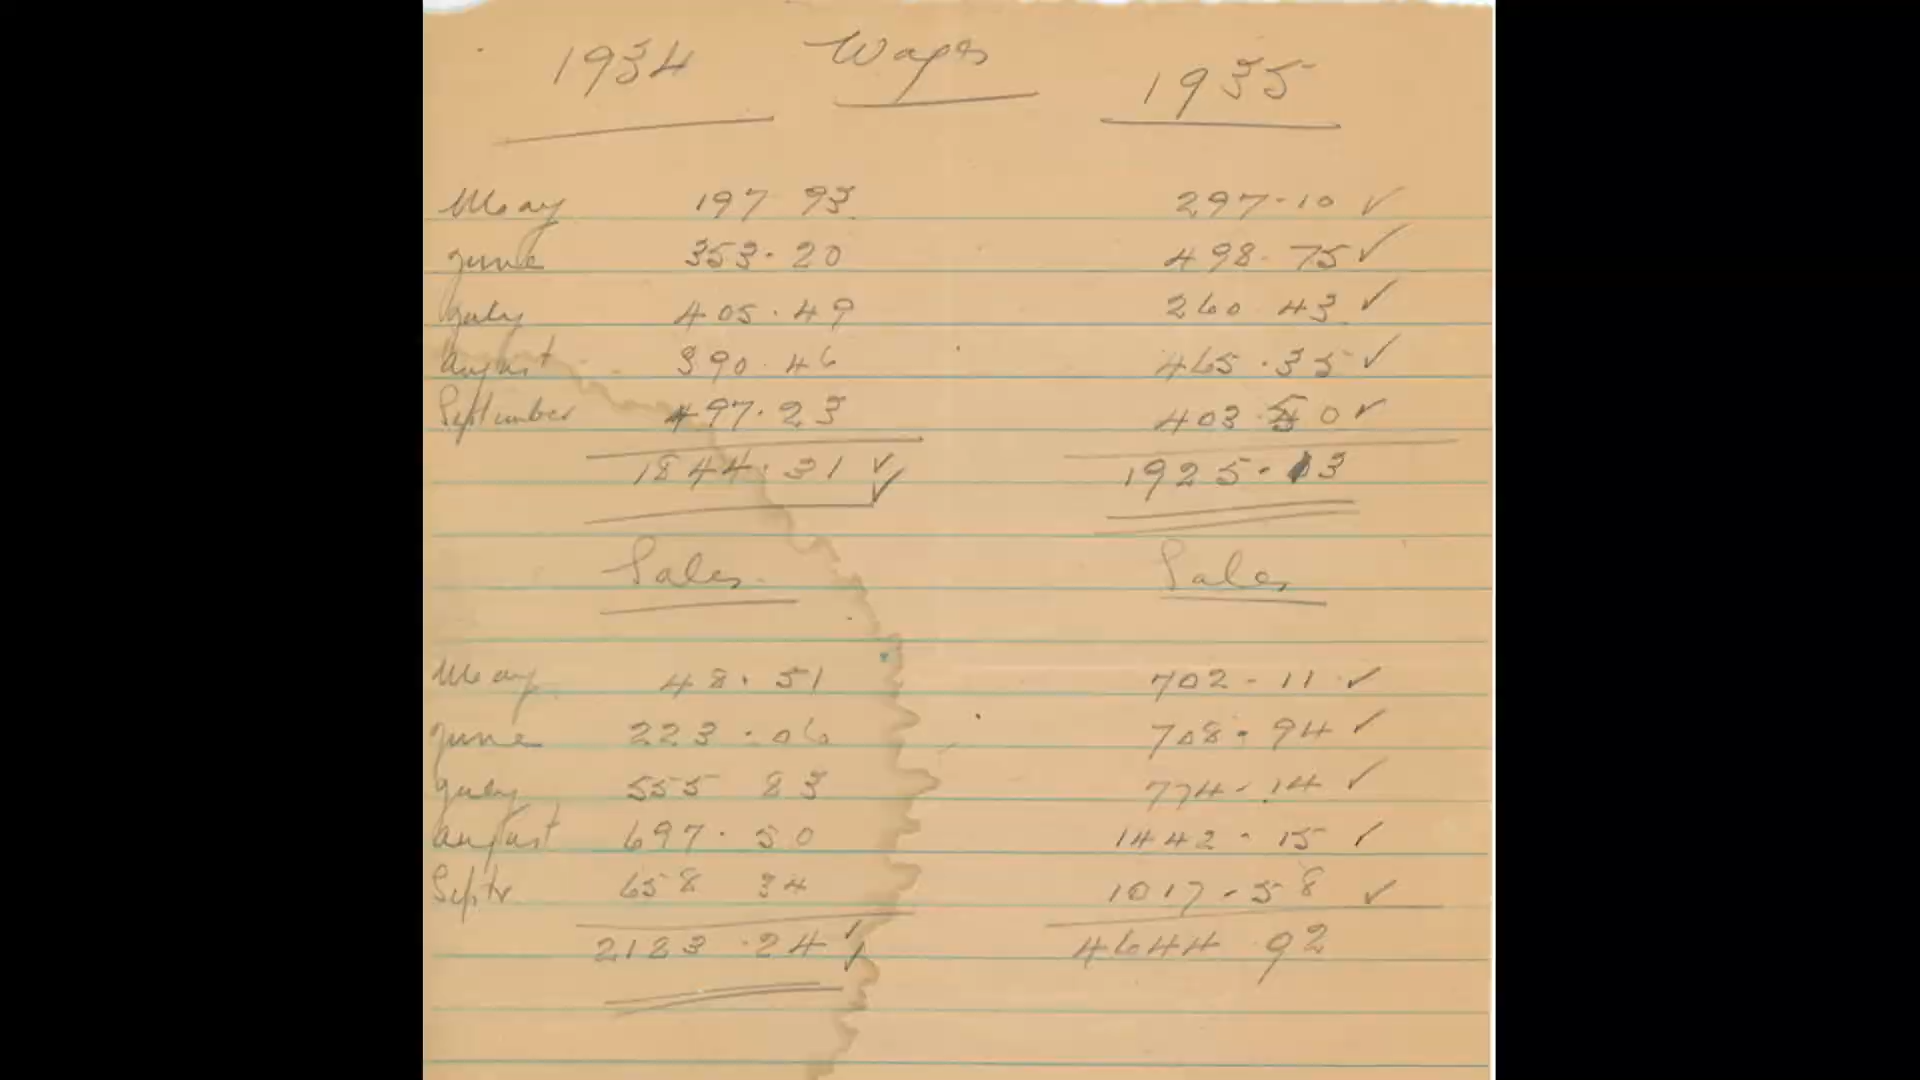 1934 Wages 1935
May 197 93 297.10 ✓
June 353.20 498.75 ✓
July 405.49 260 43 ✓
August 390.46 465.35 ✓
September 497.23 403.50 ✓
1844.31 ✓✓ 1925.13
Sales Sales
May 48.51 702-11 ✓
June 223.06 708.94 ✓
July 555 83 774-14 ✓
August 697.50 1442-15 ✓
Septr 658 34 1017-58 ✓
2183.24 ✓✓ 4644 92